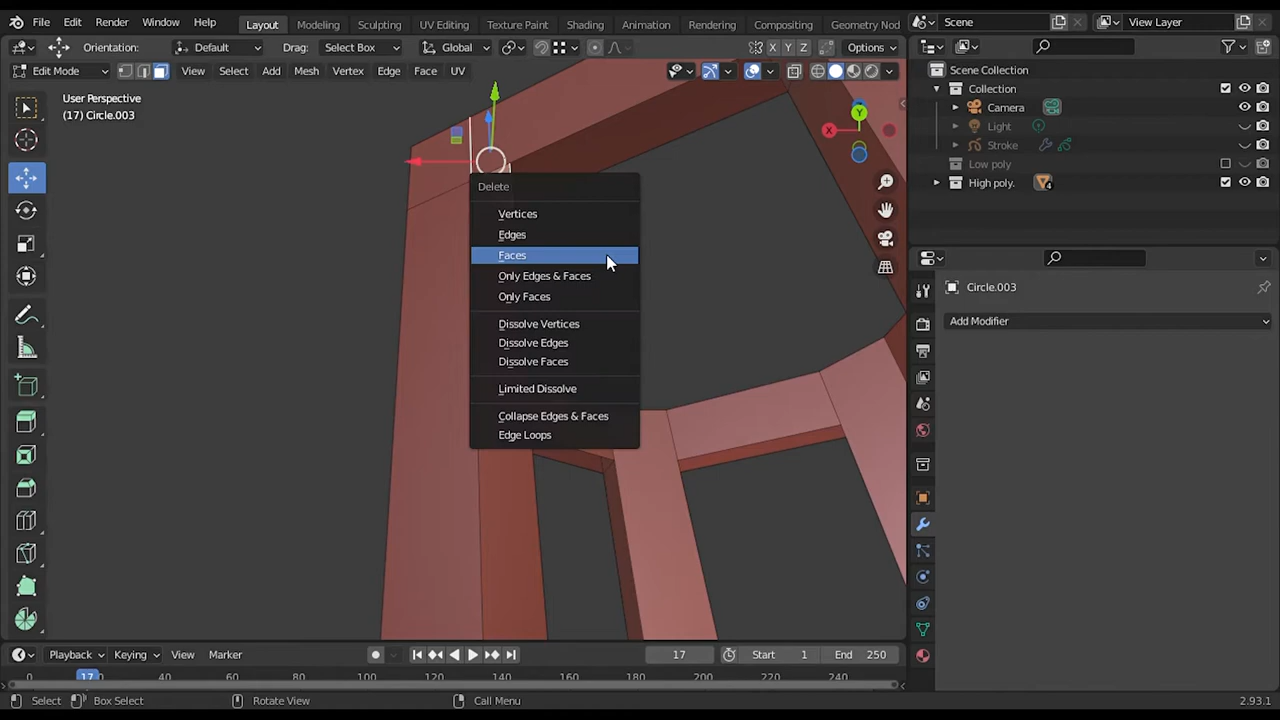 File Edit Render Window Help Layout Modeling Sculpting UV Editing Texture Paint Shading Animation Rendering Compositing Geometry Nod Scene View Layer
Orientation: Default Drag: Select Box Global X Y Z Options
Edit Mode View Select Add Mesh Vertex Edge Face UV
User Perspective
(17) Circle.003
Y
X
Delete
Vertices
Edges
Faces
Only Edges & Faces
Only Faces
Dissolve Vertices
Dissolve Edges
Dissolve Faces
Limited Dissolve
Collapse Edges & Faces
Edge Loops
Scene Collection
Collection
Camera
Light
Stroke
Low poly
High poly. 4
Circle.003
Add Modifier
Playback Keying View Marker 17 Start 1 End 250
0 17 40 60 80 100 120 140 160 180 200 220 240
Select Box Select Rotate View Call Menu 2.93.1